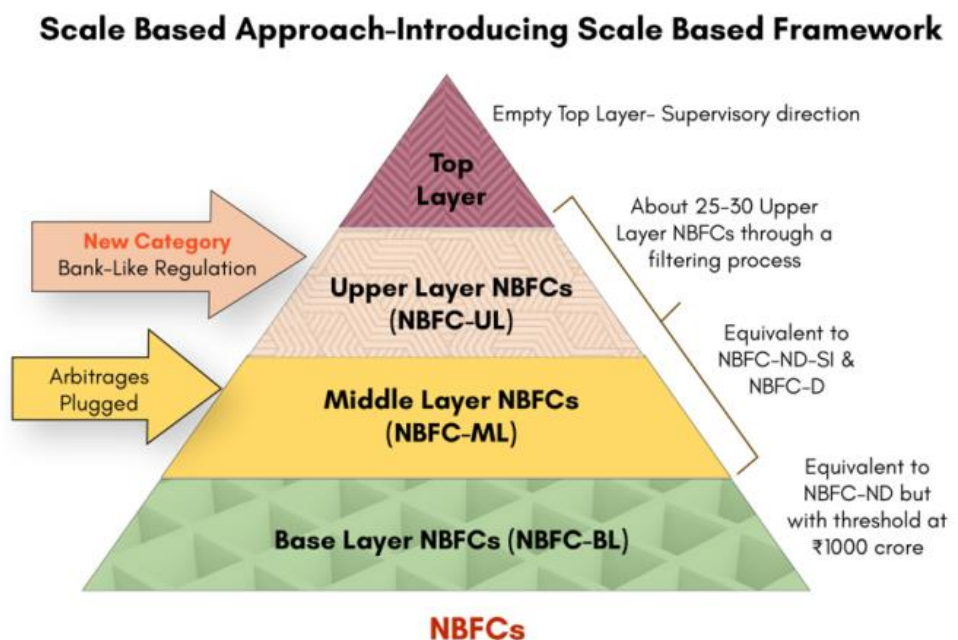 Scale Based Approach-Introducing Scale Based Framework
Empty Top Layer- Supervisory direction
Top
Layer
About 25-30 Upper
Layer NBFCs through a
filtering process
New Category
Bank-Like Regulation
Upper Layer NBFCs
(NBFC-UL)
Equivalent to
NBFC-ND-SI &
NBFC-D
Arbitrages
Plugged
Middle Layer NBFCs
(NBFC-ML)
Equivalent to
NBFC-ND but
with threshold at
₹1000 crore
Base Layer NBFCs (NBFC-BL)
NBFCs